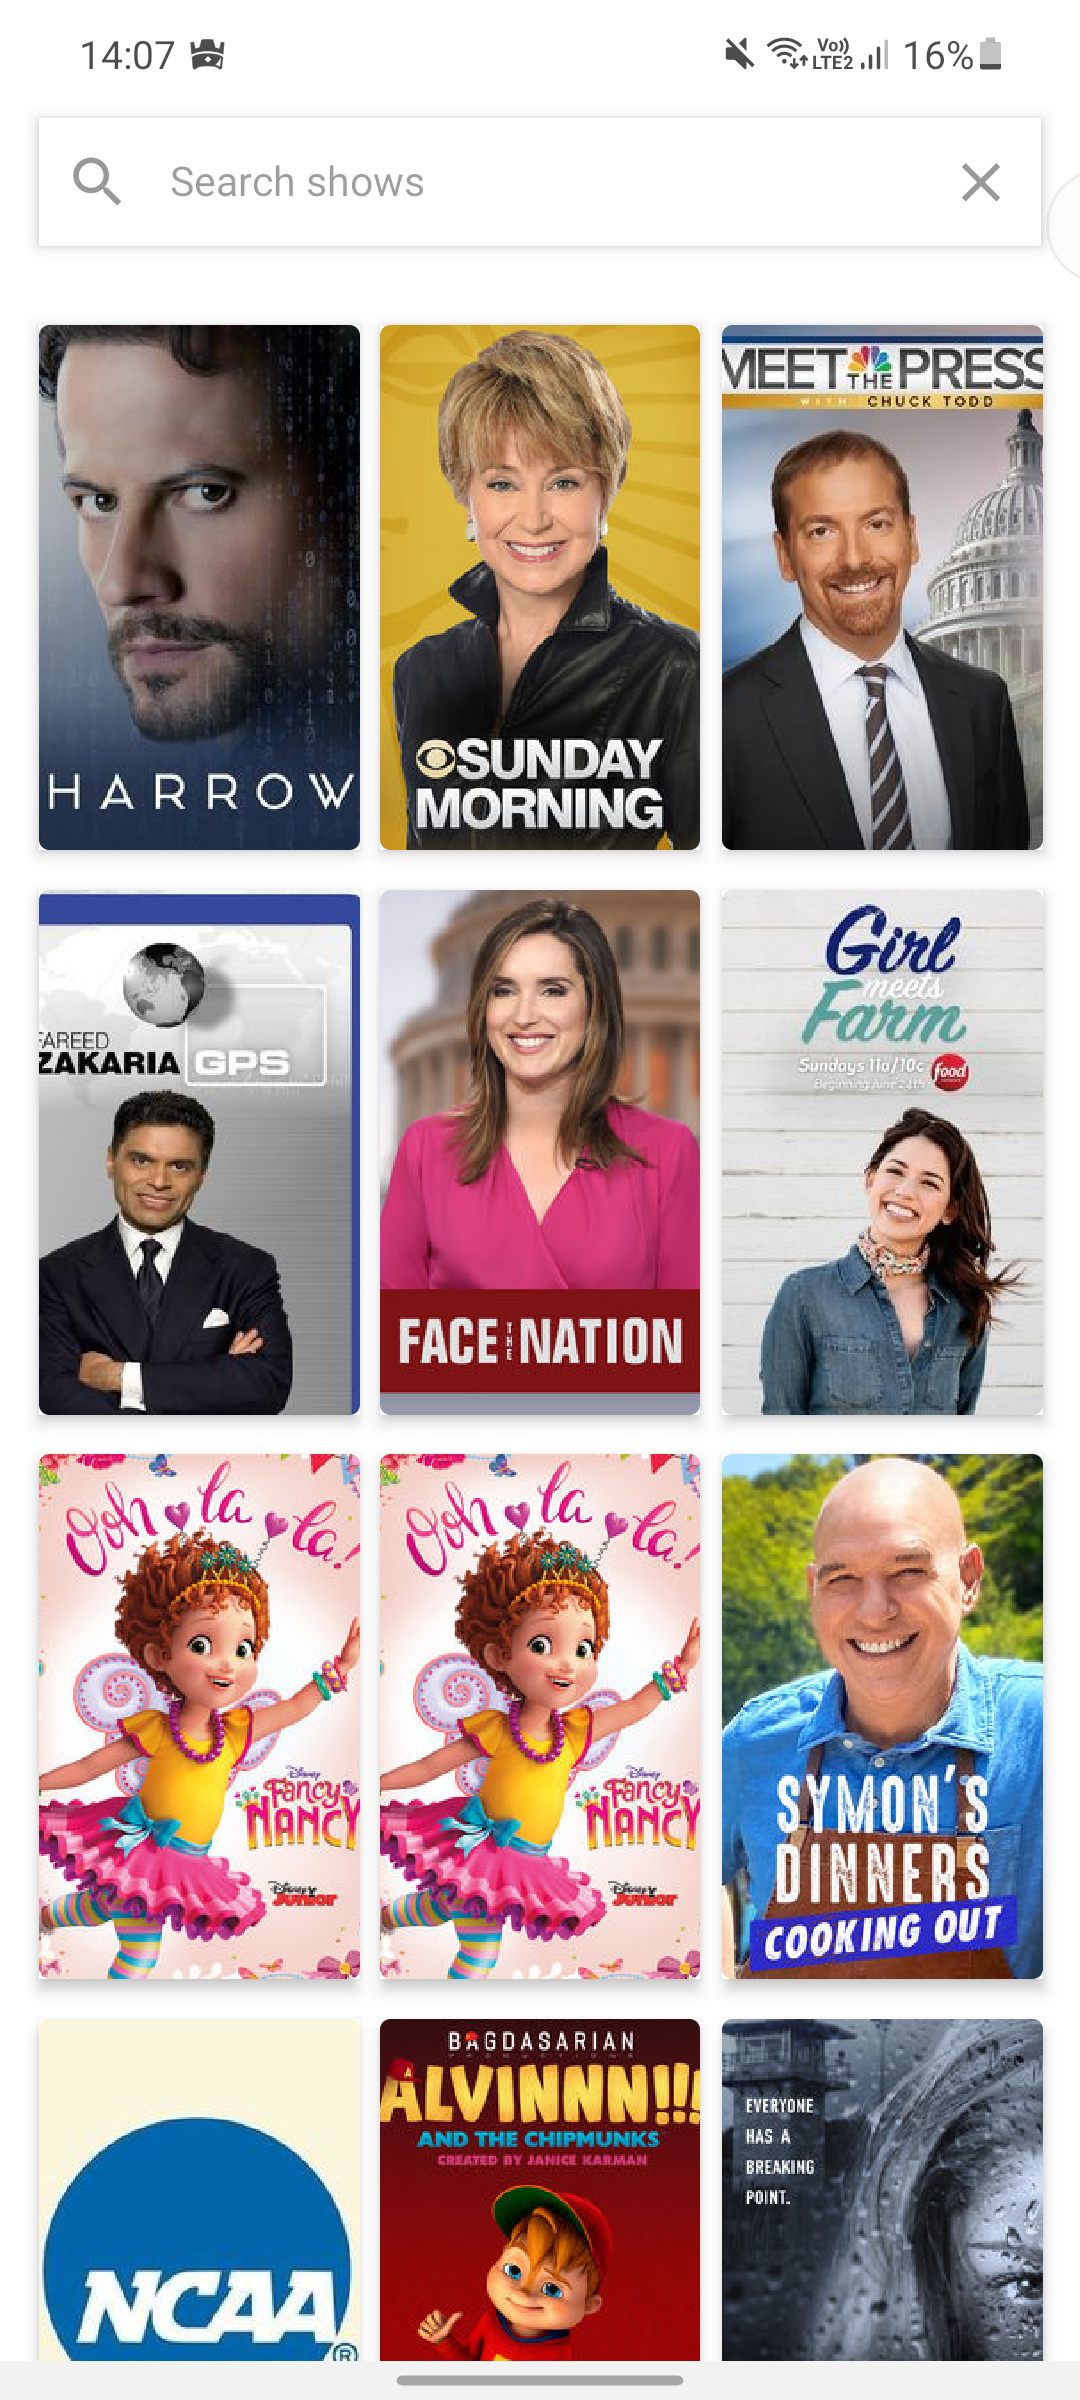 14:07
Vo))
LTE2
16%
Search shows
HARROW
SUNDAY
MORNING
MEET THE PRESS
WITH CHUCK TODD
FAREED
ZAKARIA GPS
FACE THE NATION
Girl
meets
Farm
Sundays 11a/10c food
Beginning June 24th
Ooh la la!
Disney
Fancy
NANCY
Disney
Junior
Ooh la la!
Disney
Fancy
NANCY
Disney
Junior
SYMON'S
DINNERS
COOKING OUT
NCAA®
BAGDASARIAN
PRODUCTIONS
A
ALVINNN!!!
AND THE CHIPMUNKS
CREATED BY JANICE KARMAN
EVERYONE
HAS A
BREAKING
POINT.